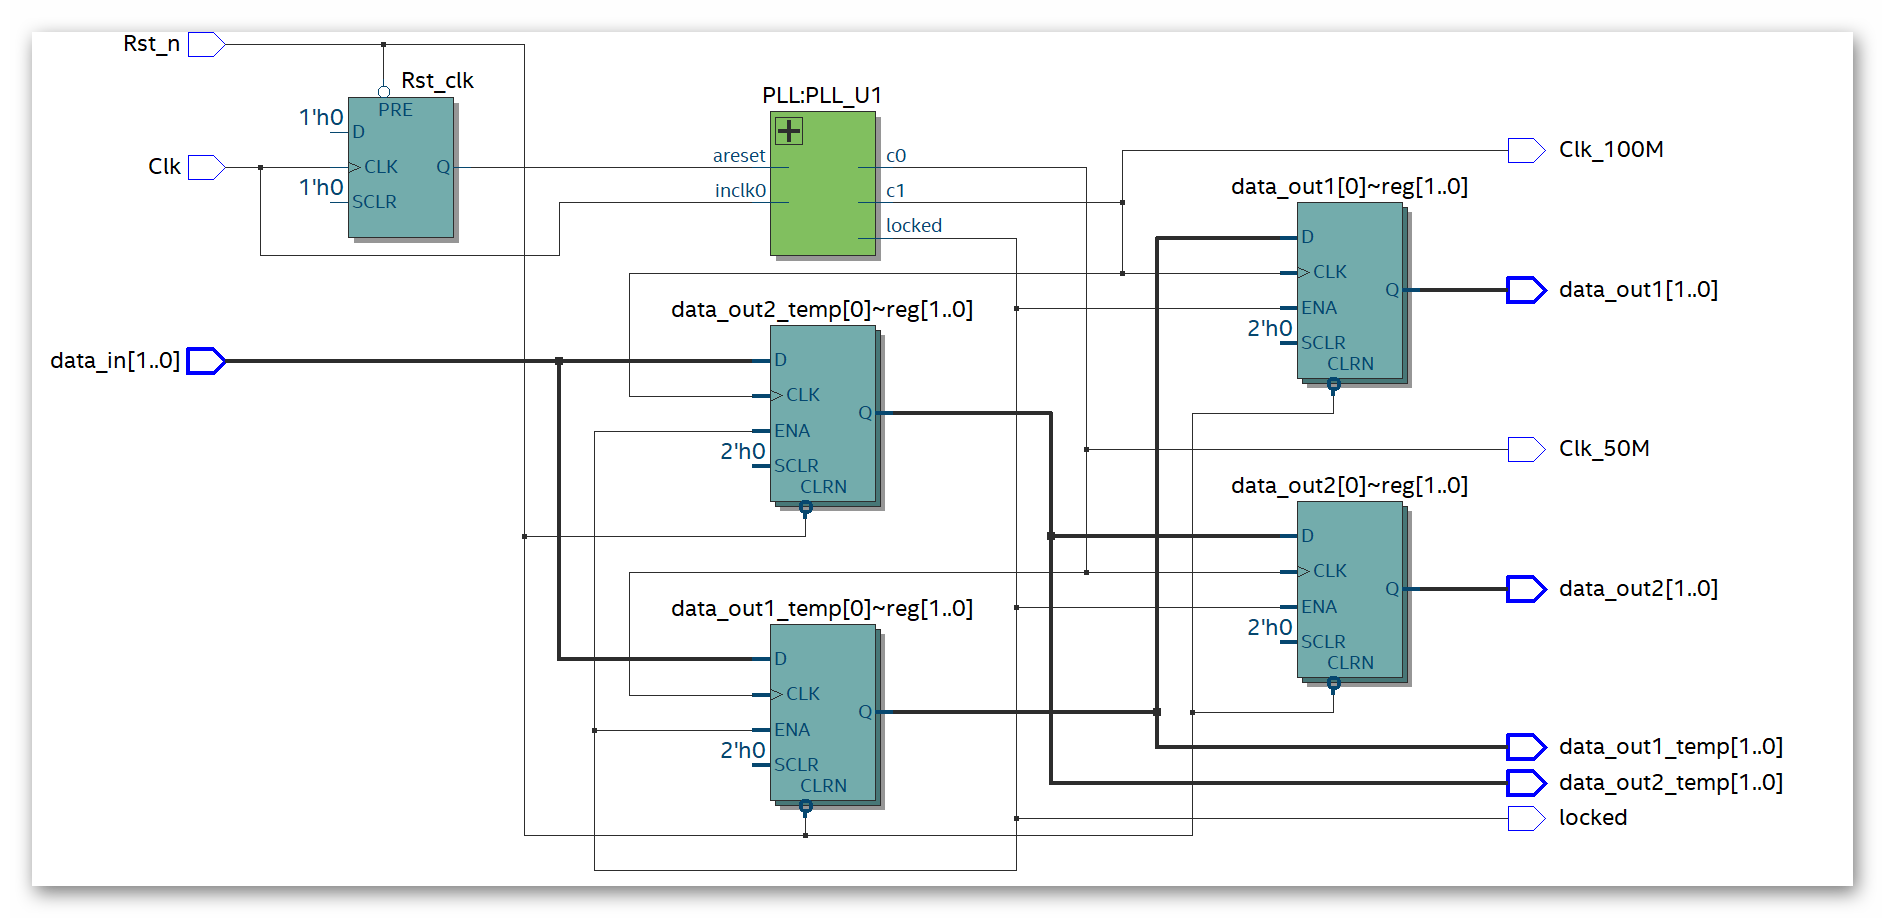 Rst_n
Rst_clk
PRE
1'h0
D
Clk
CLK
Q
1'h0
SCLR
PLL:PLL_U1
areset
c0
inclk0
c1
locked
Clk_100M
data_out1[0]~reg[1..0]
D
CLK
Q
data_out1[1..0]
ENA
2'h0
SCLR
CLRN
data_out2_temp[0]~reg[1..0]
data_in[1..0]
D
CLK
Q
ENA
2'h0
SCLR
CLRN
Clk_50M
data_out2[0]~reg[1..0]
D
CLK
Q
data_out2[1..0]
ENA
2'h0
SCLR
CLRN
data_out1_temp[0]~reg[1..0]
D
CLK
Q
ENA
2'h0
SCLR
CLRN
data_out1_temp[1..0]
data_out2_temp[1..0]
locked